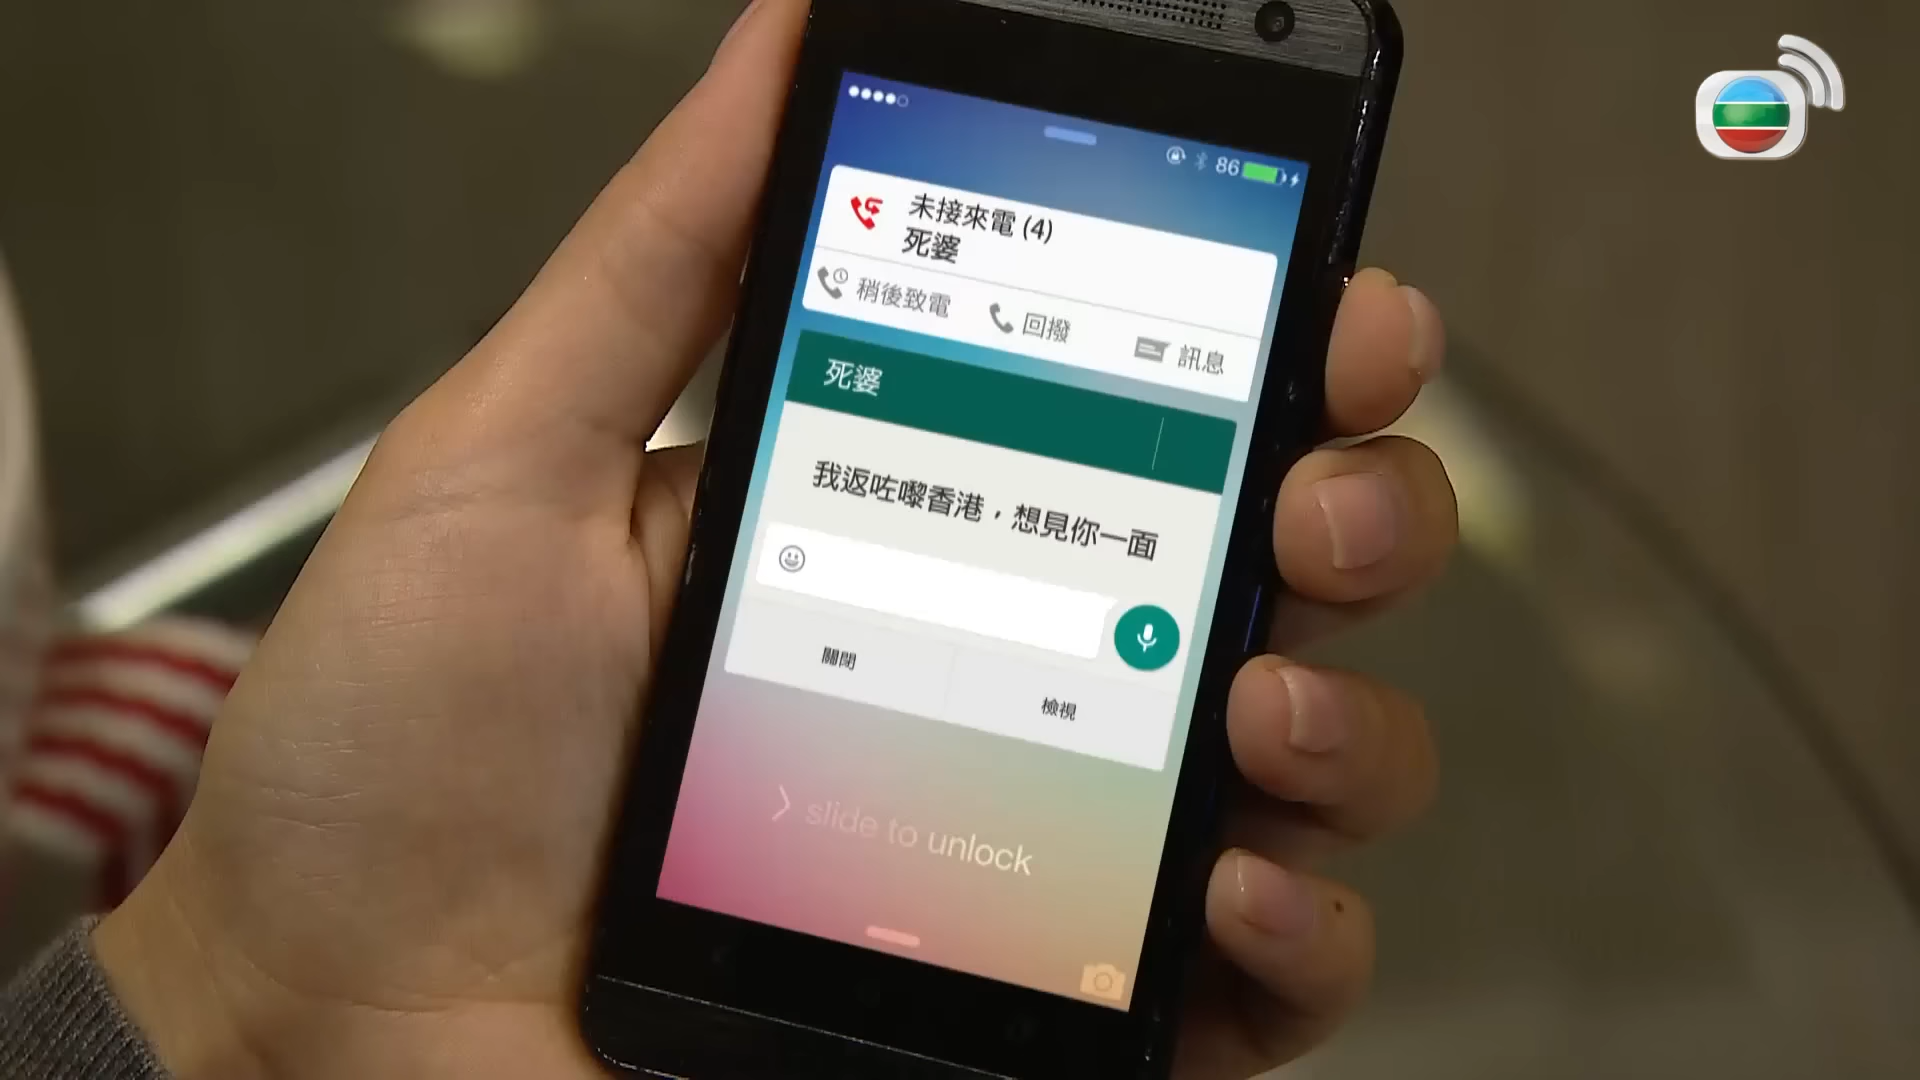 86
未接來電 (4)
死婆
稍後致電 回撥 訊息
死婆
我返咗嚟香港，想見你一面
關閉 檢視
slide to unlock